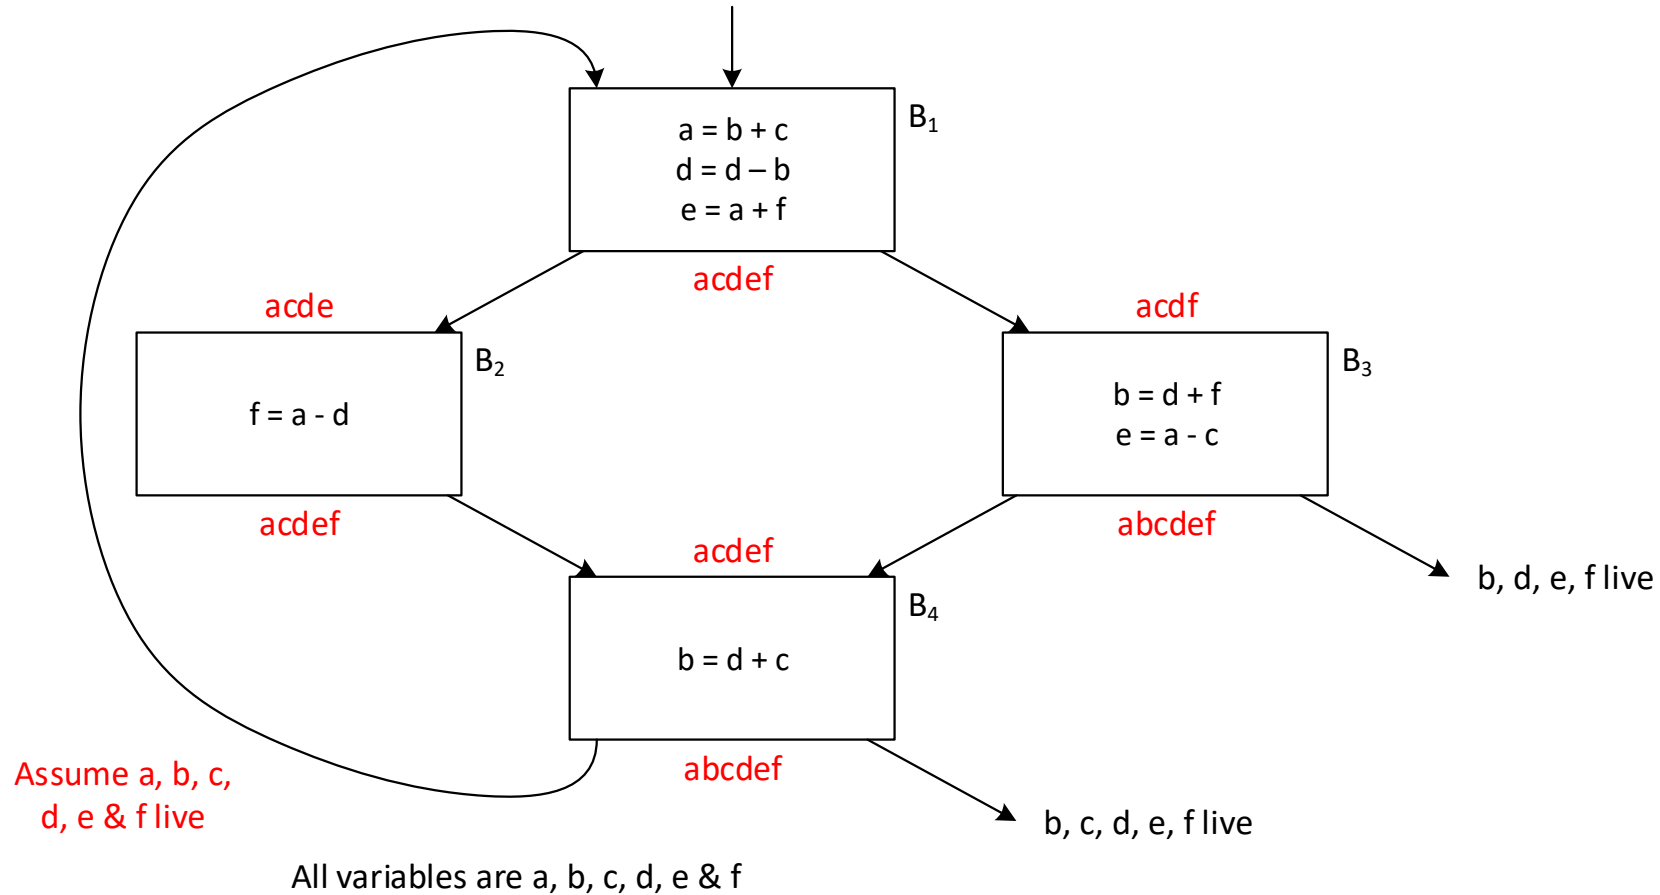 a = b + c
d = d – b
e = a + f
B₁
acdef
acde
acdf
B₂
f = a - d
B₃
b = d + f
e = a - c
acdef
abcdef
acdef
b, d, e, f live
B₄
b = d + c
abcdef
Assume a, b, c,
d, e & f live
b, c, d, e, f live
All variables are a, b, c, d, e & f